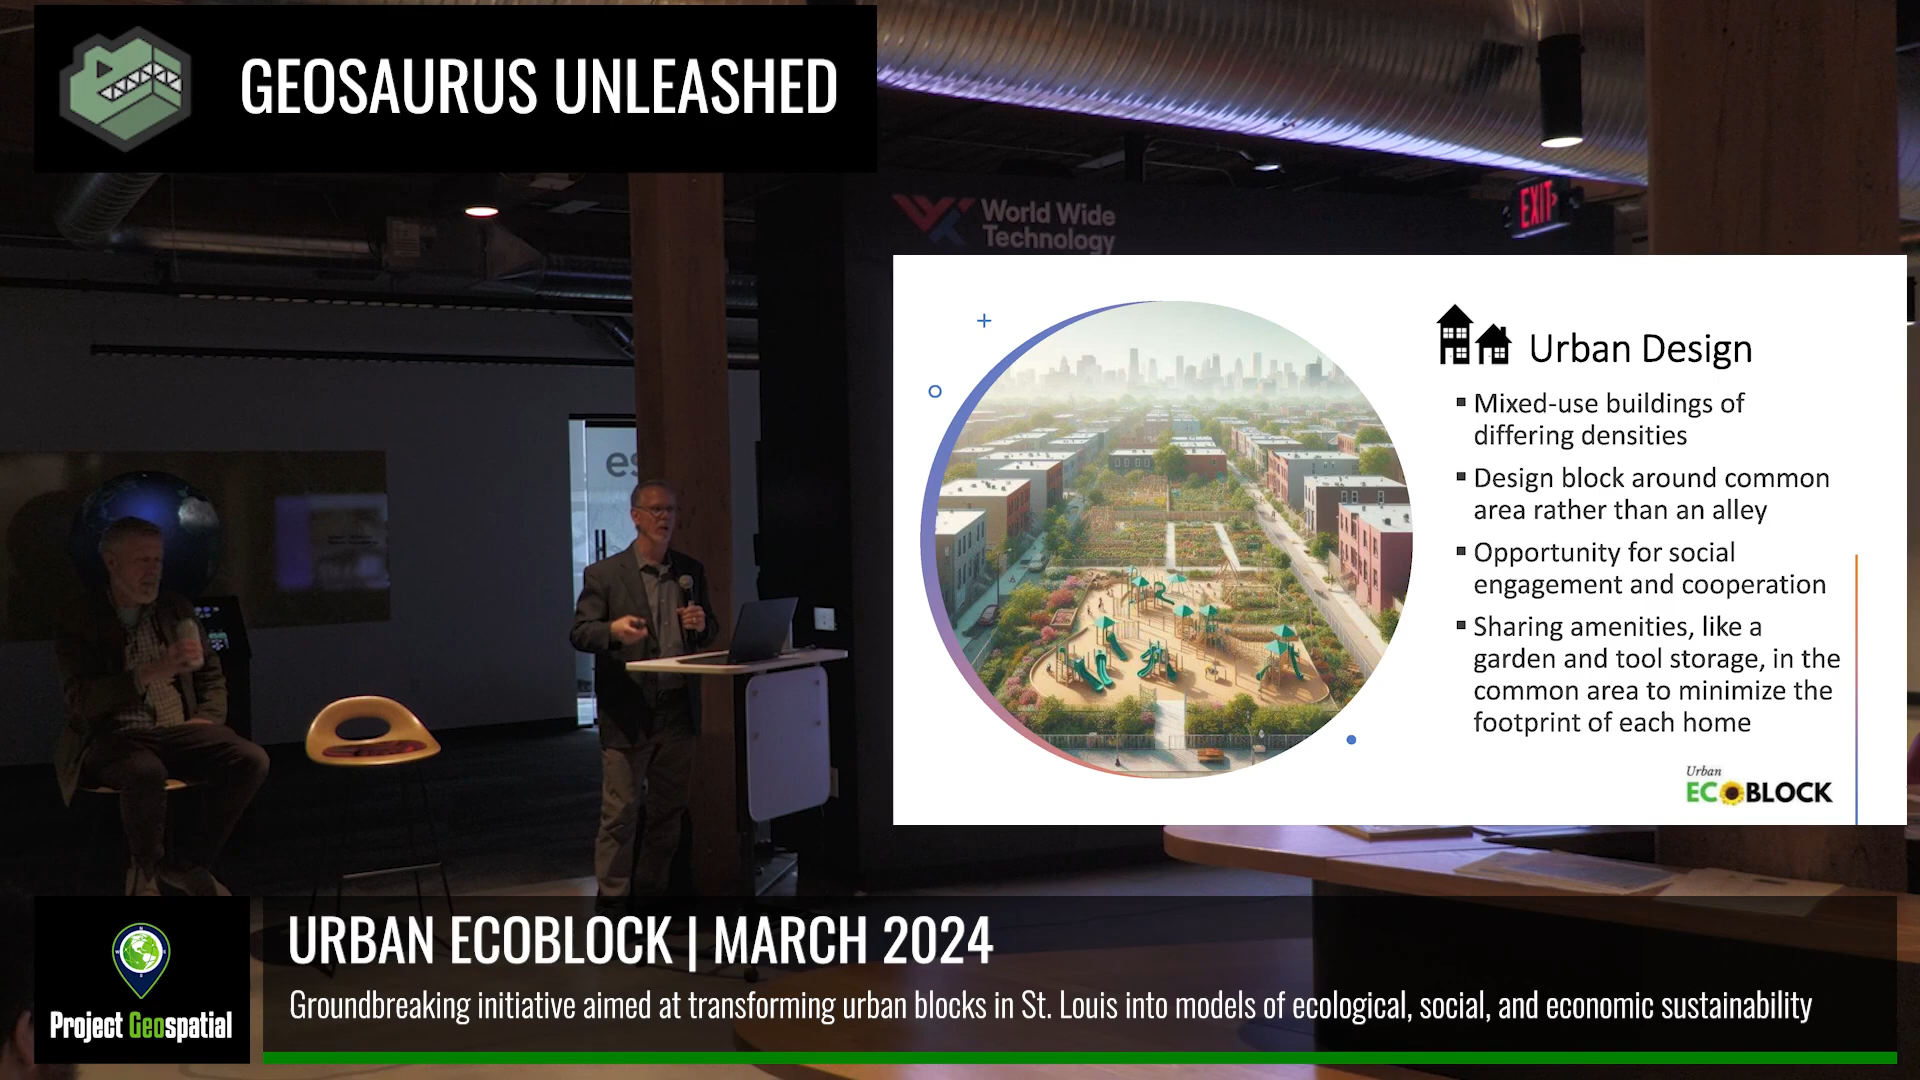 GEOSAURUS UNLEASHED
World Wide
Technology
EXIT
es
Urban Design
▪ Mixed-use buildings of
differing densities
▪ Design block around common
area rather than an alley
▪ Opportunity for social
engagement and cooperation
▪ Sharing amenities, like a
garden and tool storage, in the
common area to minimize the
footprint of each home
Urban
ECOBLOCK
URBAN ECOBLOCK | MARCH 2024
Groundbreaking initiative aimed at transforming urban blocks in St. Louis into models of ecological, social, and economic sustainability
Project Geospatial